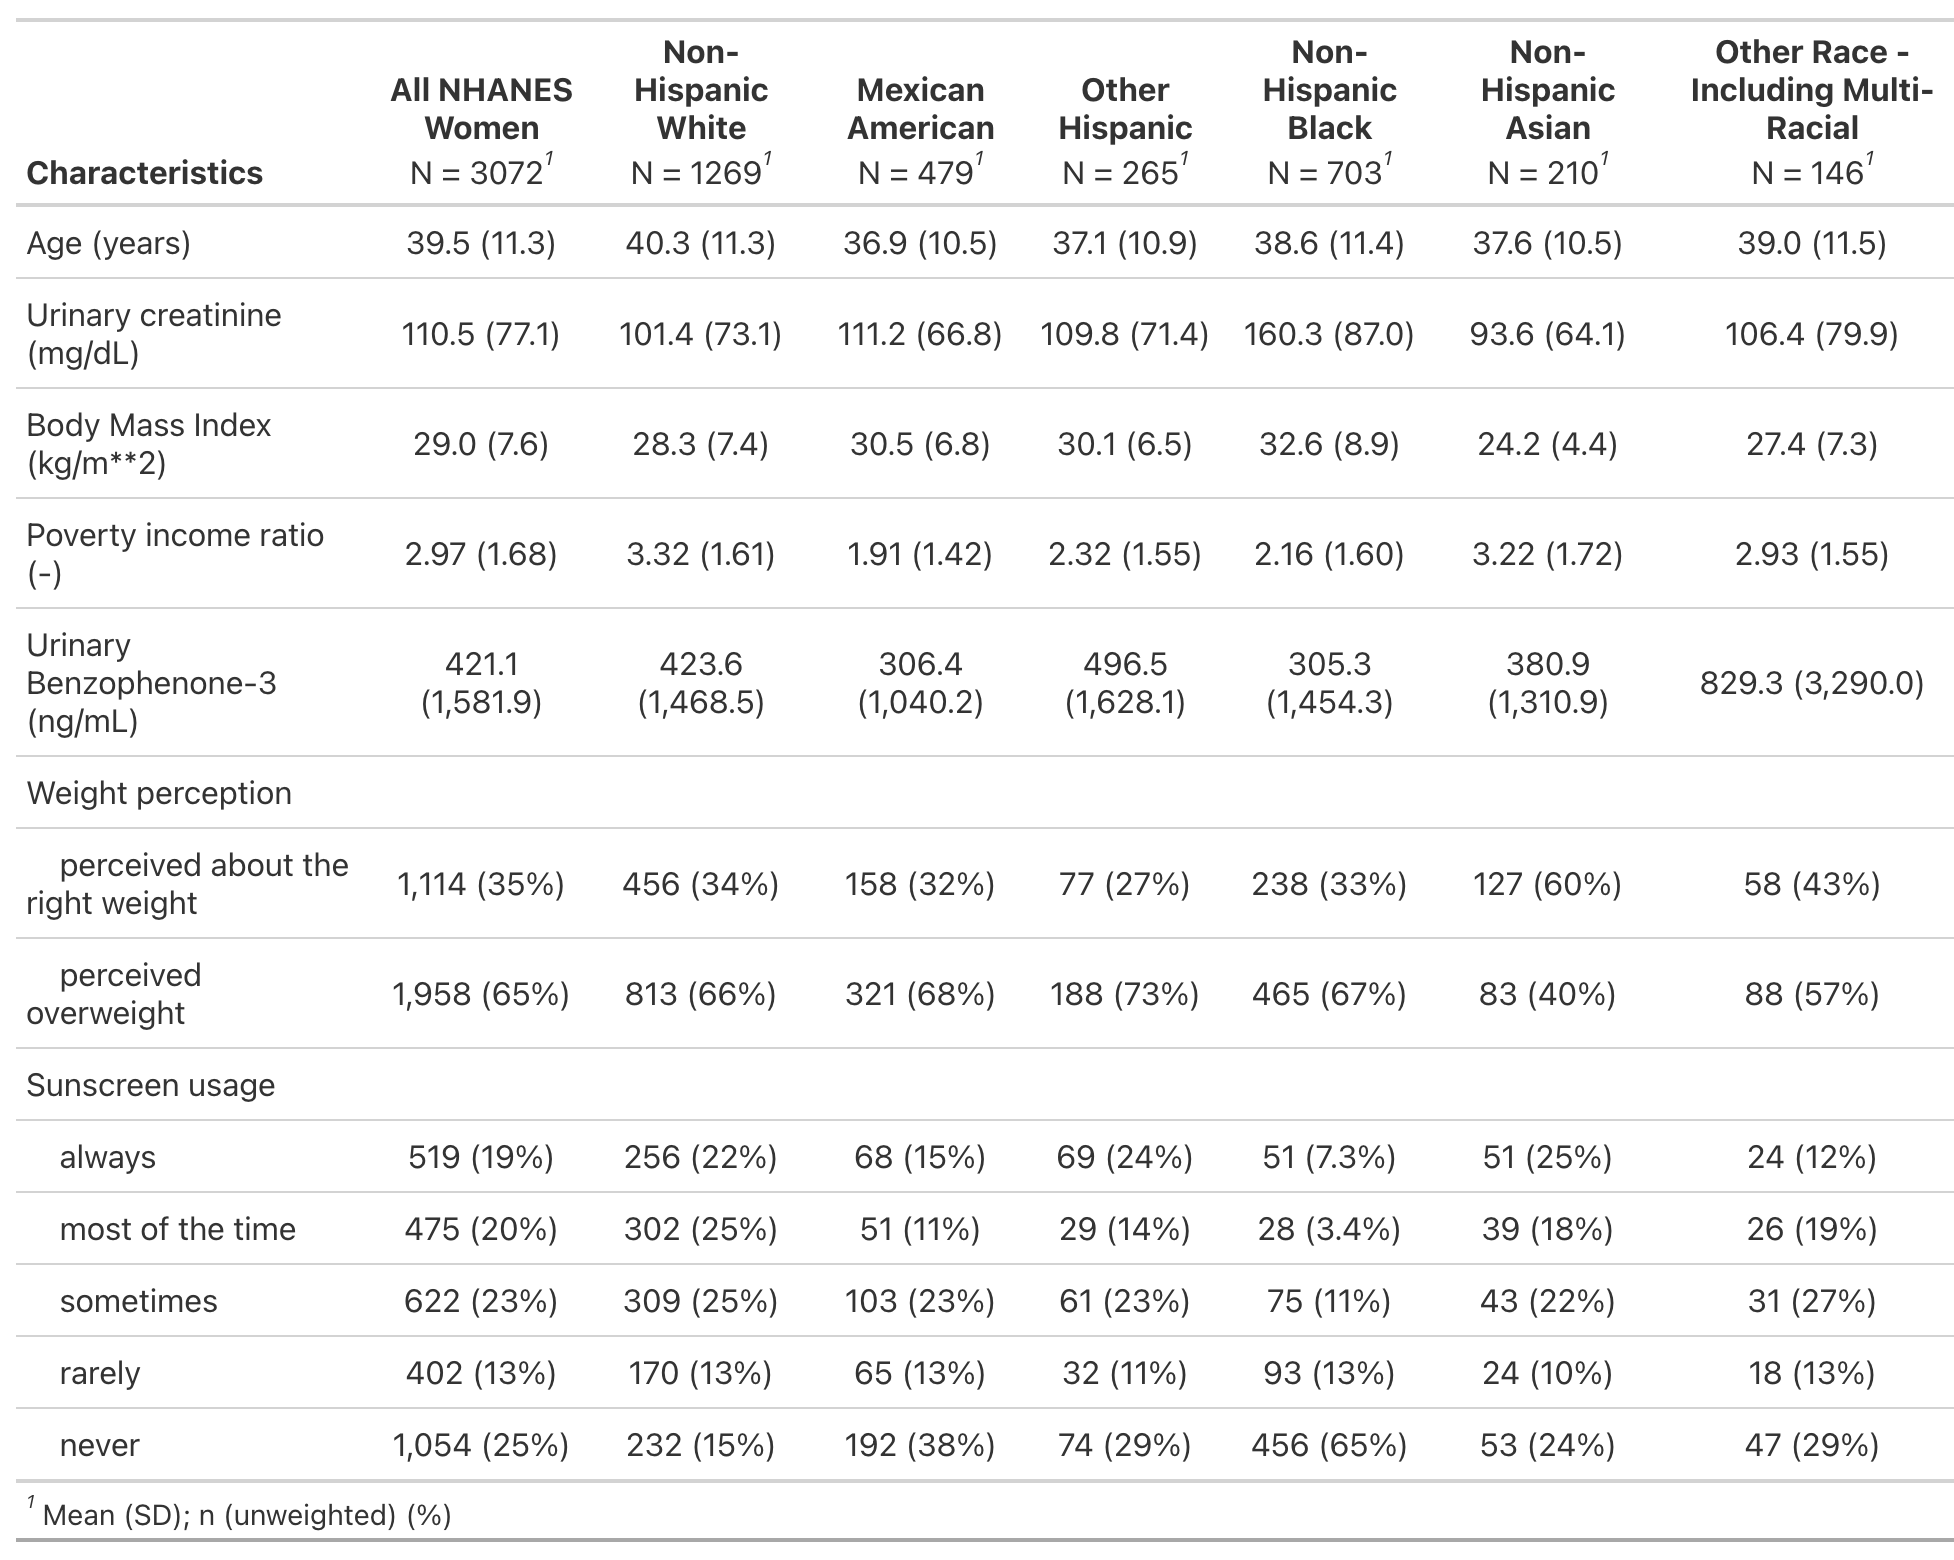 Characteristics All NHANES Women N = 3072¹ Non-Hispanic White N = 1269¹ Mexican American N = 479¹ Other Hispanic N = 265¹ Non-Hispanic Black N = 703¹ Non-Hispanic Asian N = 210¹ Other Race - Including Multi-Racial N = 146¹
Age (years) 39.5 (11.3) 40.3 (11.3) 36.9 (10.5) 37.1 (10.9) 38.6 (11.4) 37.6 (10.5) 39.0 (11.5)
Urinary creatinine (mg/dL) 110.5 (77.1) 101.4 (73.1) 111.2 (66.8) 109.8 (71.4) 160.3 (87.0) 93.6 (64.1) 106.4 (79.9)
Body Mass Index (kg/m**2) 29.0 (7.6) 28.3 (7.4) 30.5 (6.8) 30.1 (6.5) 32.6 (8.9) 24.2 (4.4) 27.4 (7.3)
Poverty income ratio (-) 2.97 (1.68) 3.32 (1.61) 1.91 (1.42) 2.32 (1.55) 2.16 (1.60) 3.22 (1.72) 2.93 (1.55)
Urinary Benzophenone-3 (ng/mL) 421.1 (1,581.9) 423.6 (1,468.5) 306.4 (1,040.2) 496.5 (1,628.1) 305.3 (1,454.3) 380.9 (1,310.9) 829.3 (3,290.0)
Weight perception
perceived about the right weight 1,114 (35%) 456 (34%) 158 (32%) 77 (27%) 238 (33%) 127 (60%) 58 (43%)
perceived overweight 1,958 (65%) 813 (66%) 321 (68%) 188 (73%) 465 (67%) 83 (40%) 88 (57%)
Sunscreen usage
always 519 (19%) 256 (22%) 68 (15%) 69 (24%) 51 (7.3%) 51 (25%) 24 (12%)
most of the time 475 (20%) 302 (25%) 51 (11%) 29 (14%) 28 (3.4%) 39 (18%) 26 (19%)
sometimes 622 (23%) 309 (25%) 103 (23%) 61 (23%) 75 (11%) 43 (22%) 31 (27%)
rarely 402 (13%) 170 (13%) 65 (13%) 32 (11%) 93 (13%) 24 (10%) 18 (13%)
never 1,054 (25%) 232 (15%) 192 (38%) 74 (29%) 456 (65%) 53 (24%) 47 (29%)
¹ Mean (SD); n (unweighted) (%)